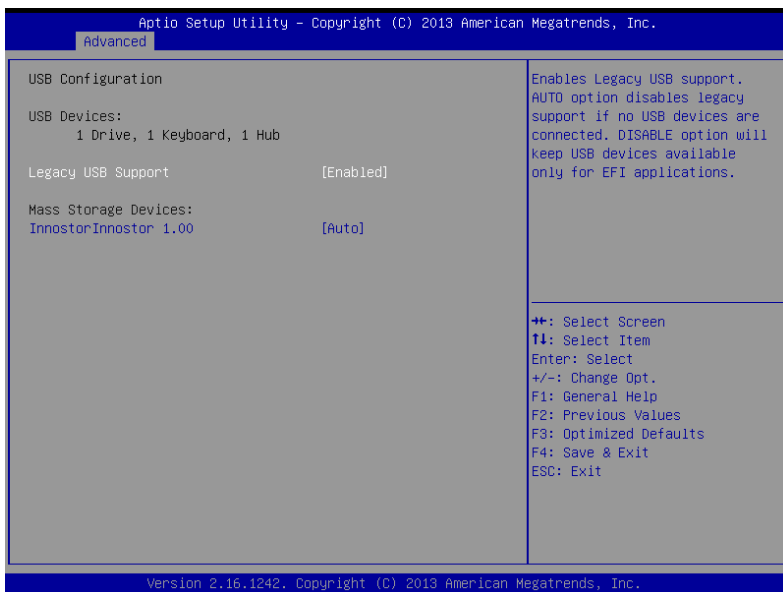 Aptio Setup Utility – Copyright (C) 2013 American Megatrends, Inc.
Advanced
USB Configuration
USB Devices:
1 Drive, 1 Keyboard, 1 Hub
Legacy USB Support [Enabled]
Mass Storage Devices:
InnostorInnostor 1.00 [Auto]
Enables Legacy USB support.
AUTO option disables legacy
support if no USB devices are
connected. DISABLE option will
keep USB devices available
only for EFI applications.
→←: Select Screen
↑↓: Select Item
Enter: Select
+/-: Change Opt.
F1: General Help
F2: Previous Values
F3: Optimized Defaults
F4: Save & Exit
ESC: Exit
Version 2.16.1242. Copyright (C) 2013 American Megatrends, Inc.